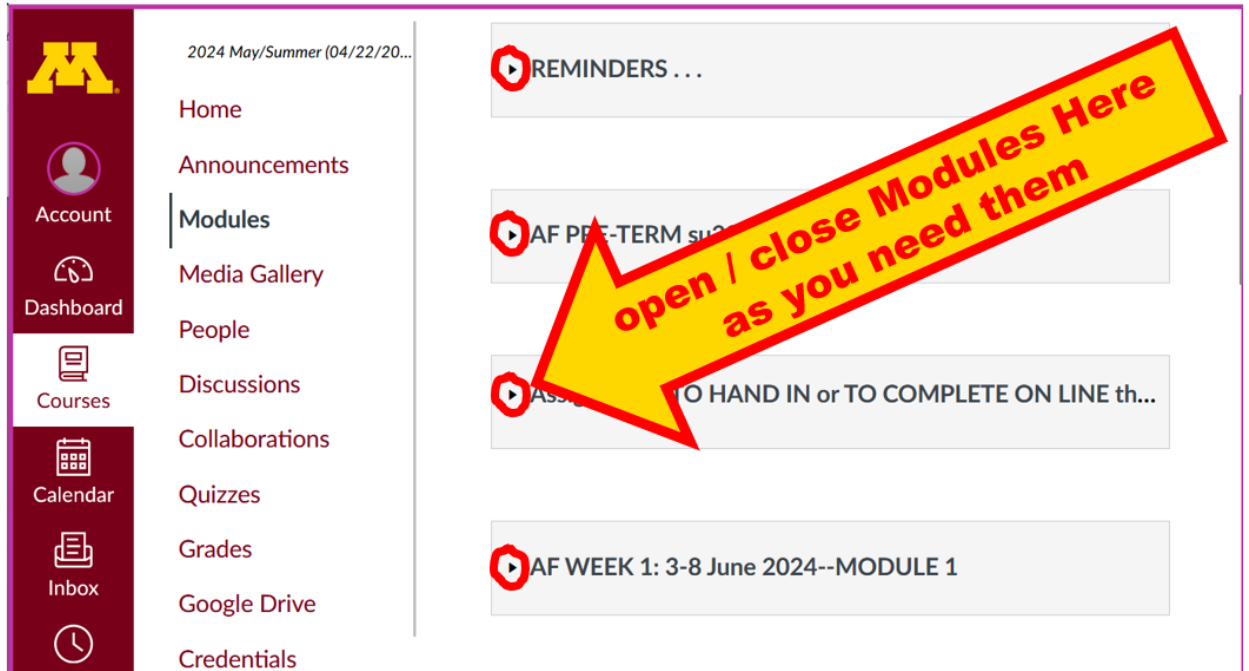 M
Account
Dashboard
Courses
Calendar
Inbox
2024 May/Summer (04/22/20...
Home
Announcements
Modules
Media Gallery
People
Discussions
Collaborations
Quizzes
Grades
Google Drive
Credentials
REMINDERS . . .
AF PRE-TERM
TO HAND IN or TO COMPLETE ON LINE th...
AF WEEK 1: 3-8 June 2024--MODULE 1
open / close Modules Here
as you need them